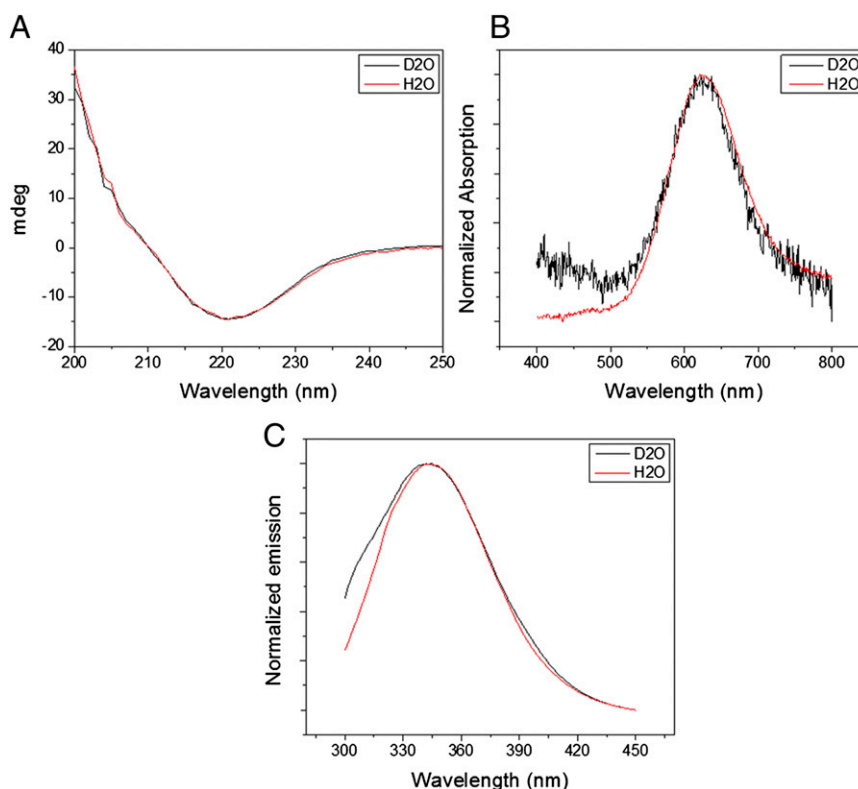 A
40
30
20
10
0
-10
-20
mdeg
200 210 220 230 240 250
Wavelength (nm)
D2O
H2O
B
Normalized Absorption
400 500 600 700 800
Wavelength (nm)
D2O
H2O
C
Normalized emission
300 330 360 390 420 450
Wavelength (nm)
D2O
H2O